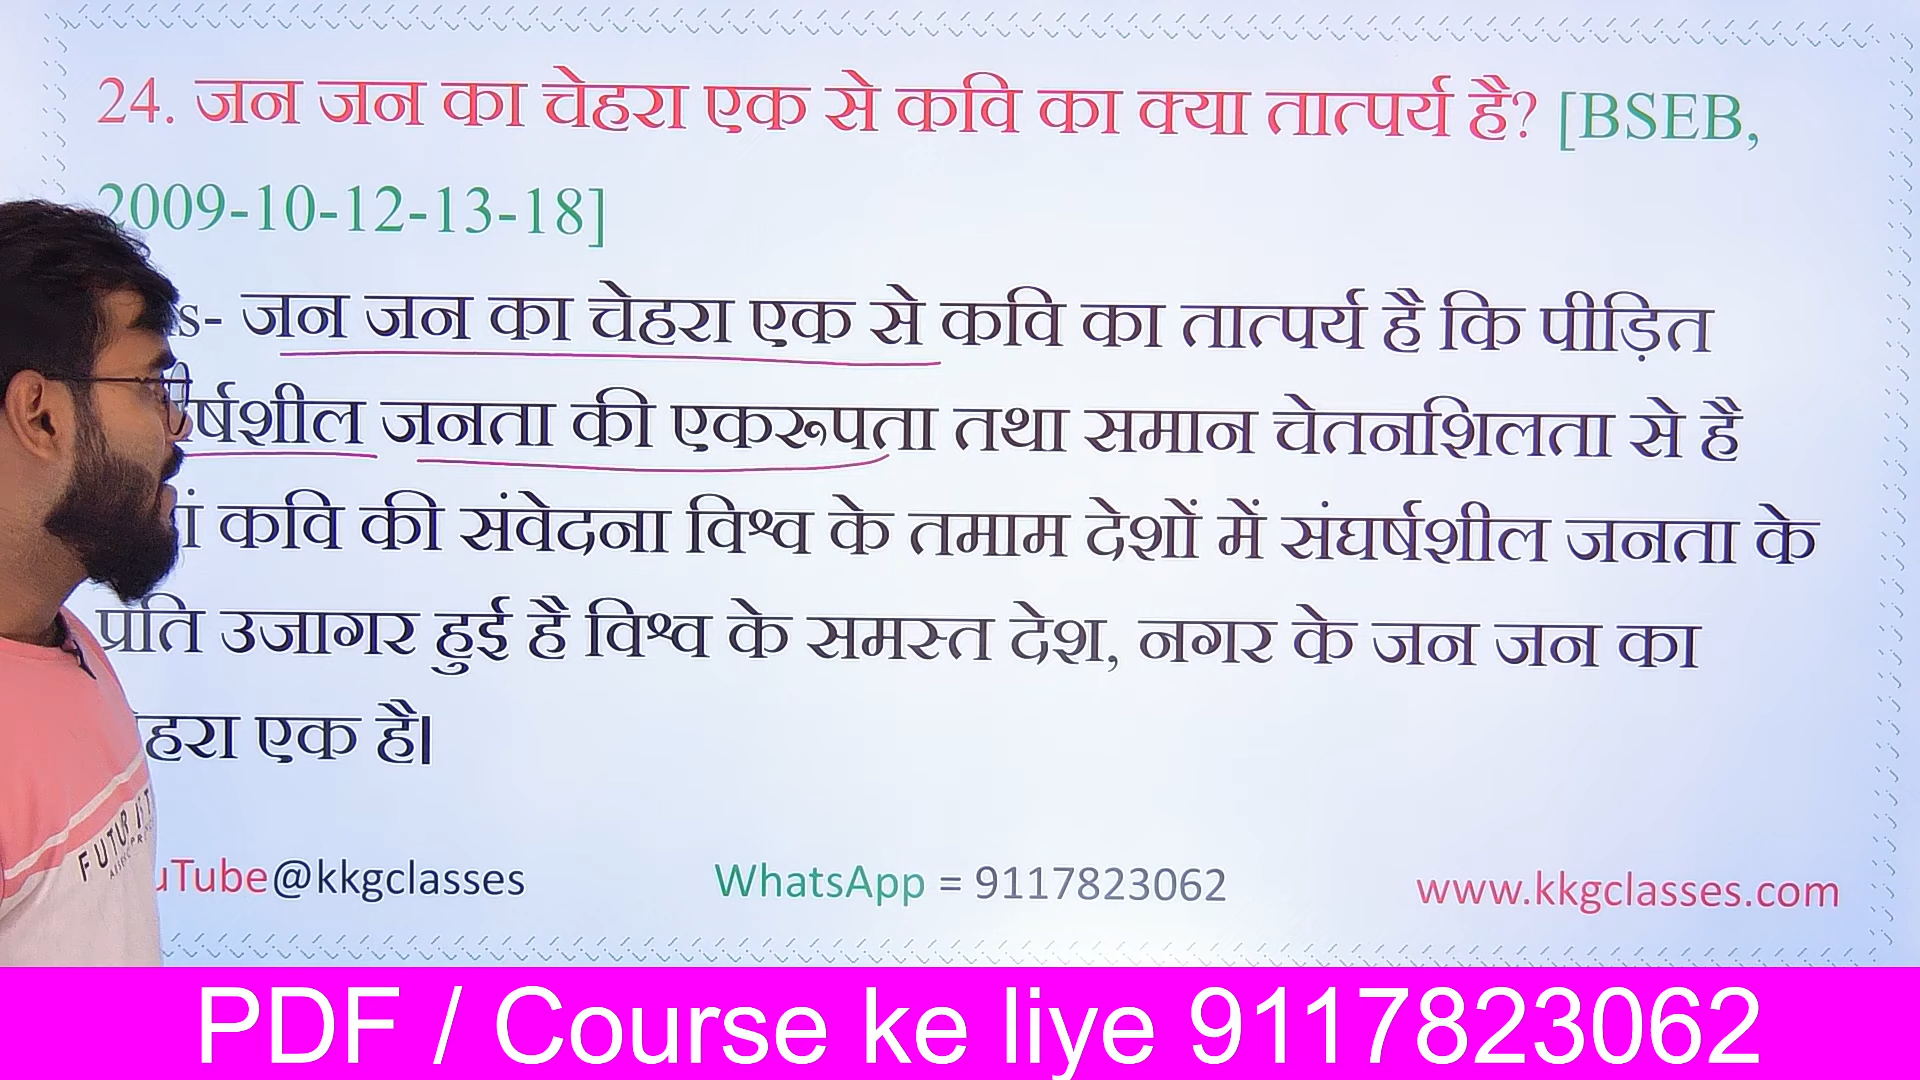 24. जन जन का चेहरा एक से कवि का क्या तात्पर्य है? [BSEB,
2009-10-12-13-18]
s- जन जन का चेहरा एक से कवि का तात्पर्य है कि पीड़ित
र्षशील जनता की एकरूपता तथा समान चेतनशिलता से है
कवि की संवेदना विश्व के तमाम देशों में संघर्षशील जनता के
प्रति उजागर हुई है विश्व के समस्त देश, नगर के जन जन का
हरा एक है।
FUTUR
uTube@kkgclasses WhatsApp = 9117823062 www.kkgclasses.com
PDF / Course ke liye 9117823062